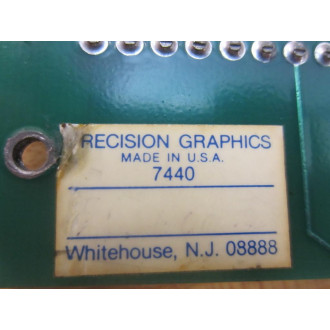 RECISION GRAPHICS
MADE IN U.S.A.
7440
Whitehouse, N.J. 08888